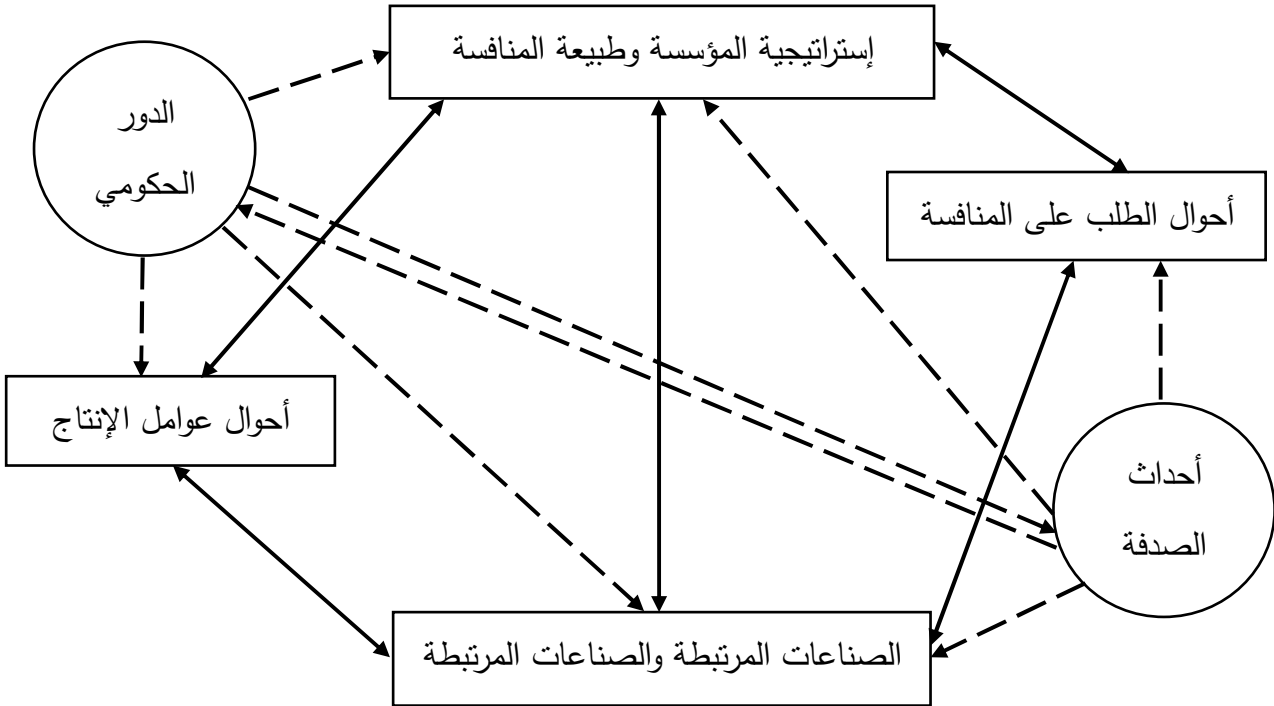 إستراتيجية المؤسسة وطبيعة المنافسة
الدور
الحكومي
أحوال الطلب على المنافسة
أحوال عوامل الإنتاج
أحداث
الصدفة
الصناعات المرتبطة والصناعات المرتبطة